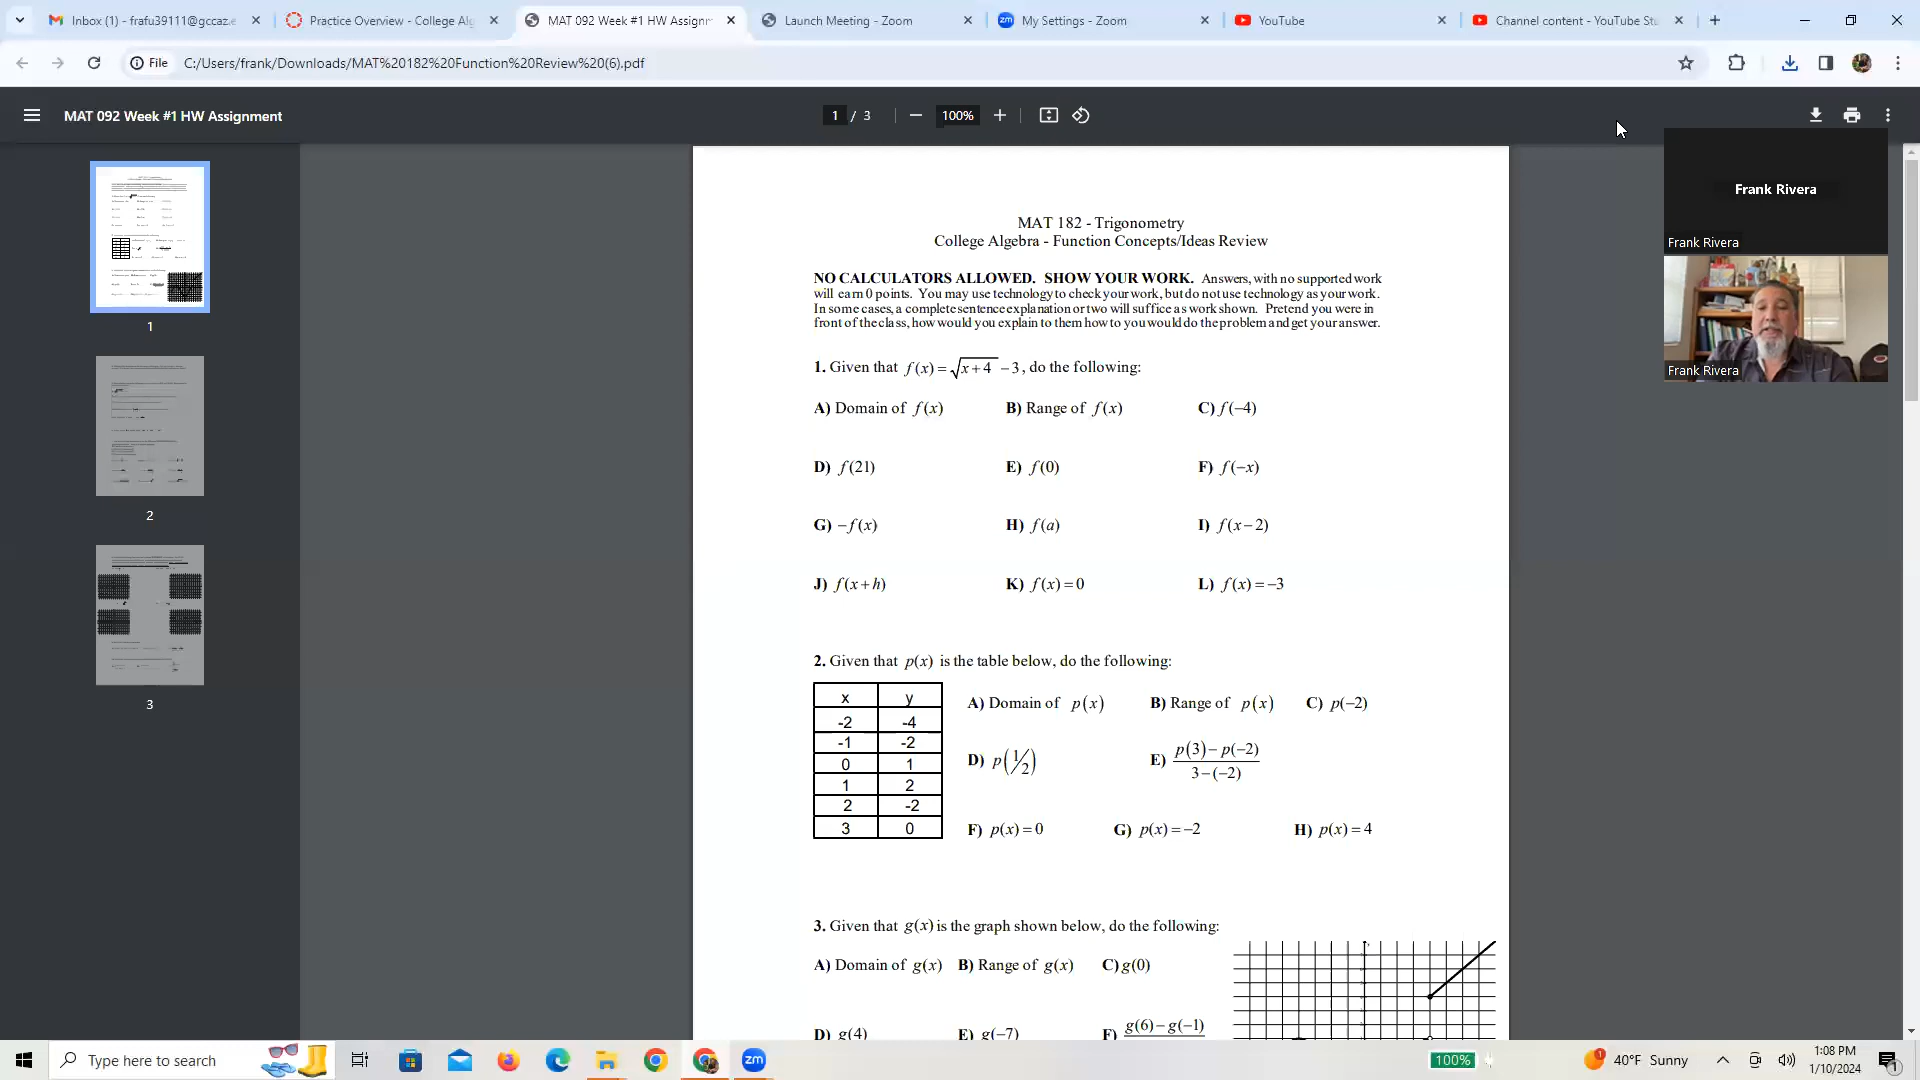 Inbox (1) - frafu39111@gccaz.e
Practice Overview - College Alg
MAT 092 Week #1 HW Assignm
Launch Meeting - Zoom
My Settings - Zoom
YouTube
Channel content - YouTube Stu
File
C:/Users/frank/Downloads/MAT%20182%20Function%20Review%20(6).pdf
MAT 092 Week #1 HW Assignment
1 / 3
100%
Frank Rivera
Frank Rivera
Frank Rivera
1
2
3
MAT 182 - Trigonometry
College Algebra - Function Concepts/Ideas Review
NO CALCULATORS ALLOWED. SHOW YOUR WORK. Answers, with no supported work
will earn 0 points. You may use technology to check your work, but do not use technology as your work.
In some cases, a complete sentence explanation or two will suffice as work shown. Pretend you were in
front of the class, how would you explain to them how to you would do the problem and get your answer.
1. Given that f(x) = √(x+4) − 3, do the following:
A) Domain of f(x) B) Range of f(x) C) f(−4)
D) f(21) E) f(0) F) f(−x)
G) −f(x) H) f(a) I) f(x−2)
J) f(x+h) K) f(x) = 0 L) f(x) = −3
2. Given that p(x) is the table below, do the following:
x y
-2 -4
-1 -2
0 1
1 2
2 -2
3 0
A) Domain of p(x) B) Range of p(x) C) p(−2)
D) p(1/2) E) (p(3) − p(−2))/(3 − (−2))
F) p(x) = 0 G) p(x) = −2 H) p(x) = 4
3. Given that g(x) is the graph shown below, do the following:
A) Domain of g(x) B) Range of g(x) C) g(0)
D) g(4) E) g(−7) F) g(6) − g(−1)
Type here to search
zm
100%
40°F Sunny
1:08 PM
1/10/2024